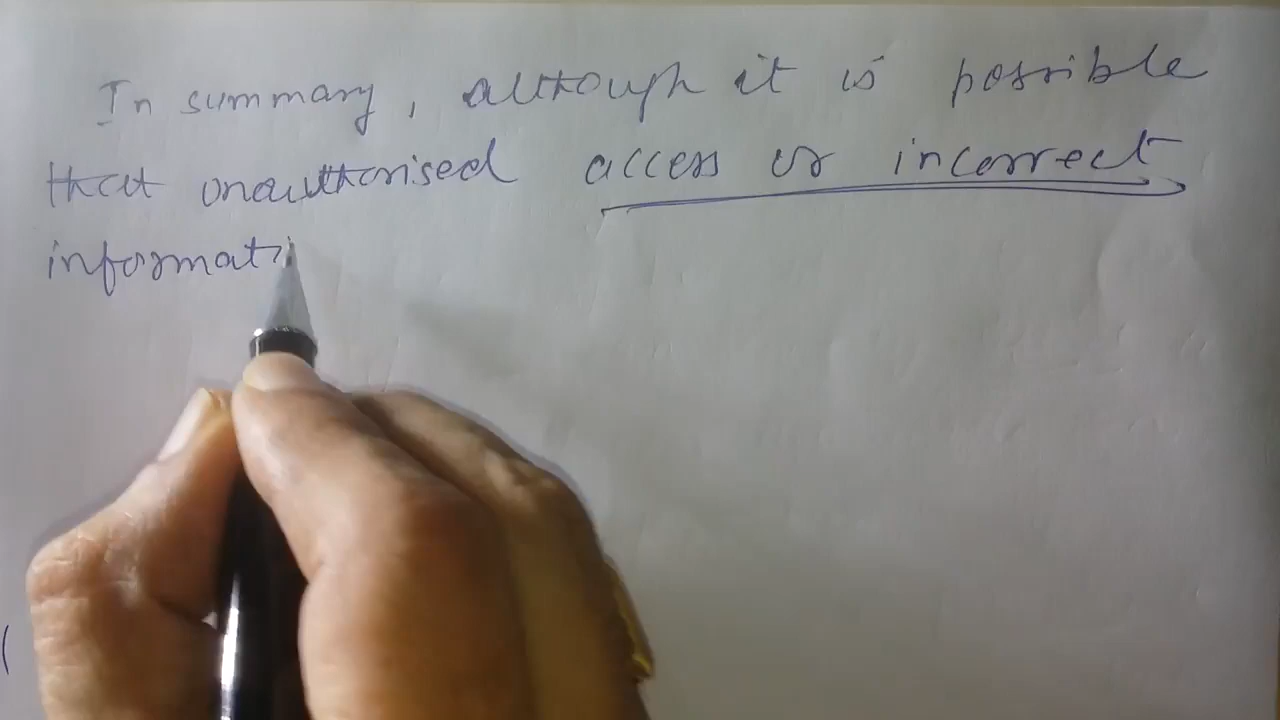 In summary, although it is possible
that unauthorised access or incorrect
informati